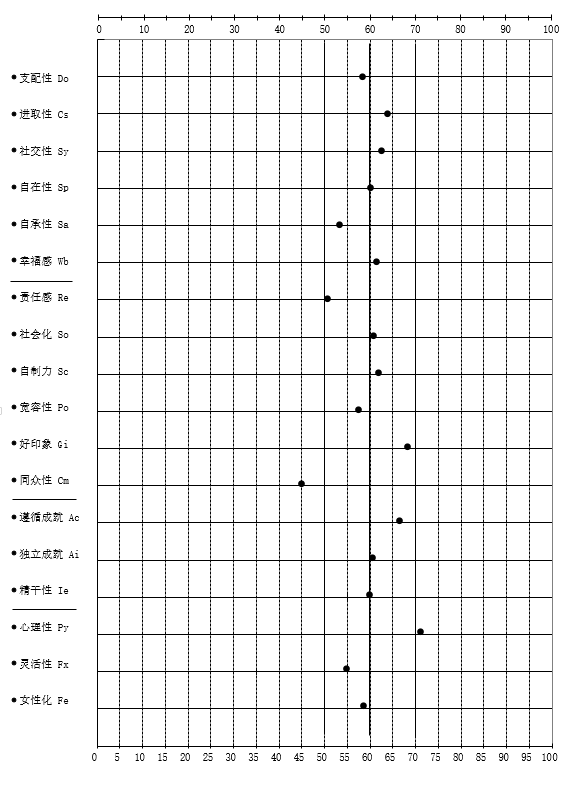 0 10 20 30 40 50 60 70 80 90 100
● 支配性 Do
● 进取性 Cs
● 社交性 Sy
● 自在性 Sp
● 自承性 Sa
● 幸福感 Wb
● 责任感 Re
● 社会化 So
● 自制力 Sc
● 宽容性 Po
● 好印象 Gi
● 同众性 Cm
● 遵循成就 Ac
● 独立成就 Ai
● 精干性 Ie
● 心理性 Py
● 灵活性 Fx
● 女性化 Fe
0 5 10 15 20 25 30 35 40 45 50 55 60 65 70 75 80 85 90 95 100